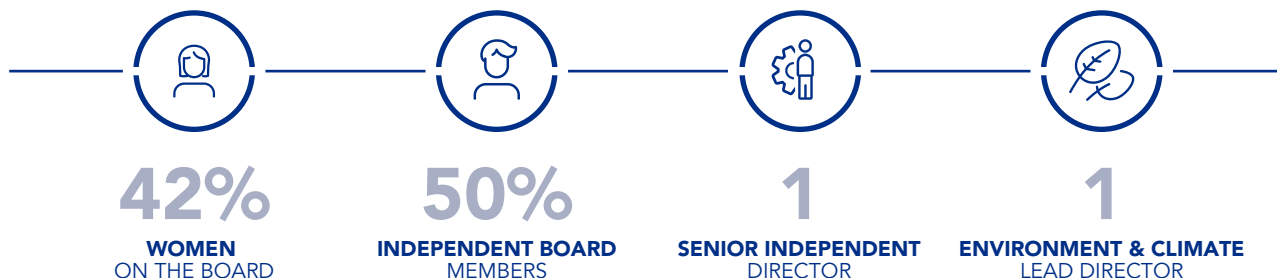 42%
WOMEN
ON THE BOARD
50%
INDEPENDENT BOARD
MEMBERS
1
SENIOR INDEPENDENT
DIRECTOR
1
ENVIRONMENT & CLIMATE
LEAD DIRECTOR